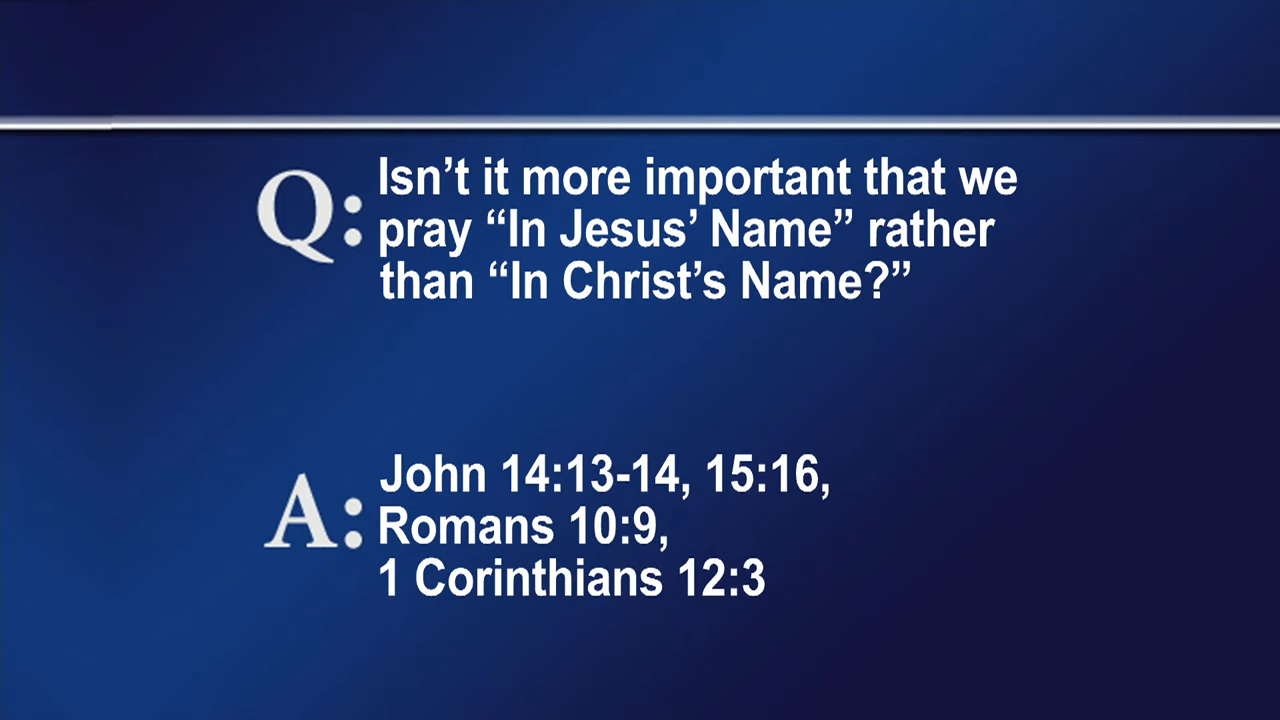 Q: Isn’t it more important that we
pray “In Jesus’ Name” rather
than “In Christ’s Name?”
A: John 14:13-14, 15:16,
Romans 10:9,
1 Corinthians 12:3